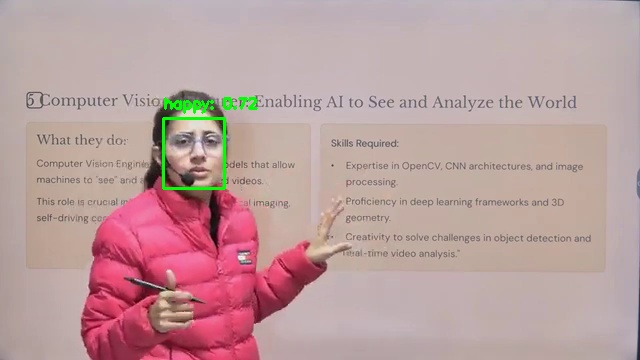 5 Computer Vision Enabling AI to See and Analyze the World
happy: 0.72
What they do:
Computer Vision models that allow
machines to "see" and videos.
This role is crucial in imaging,
self-driving
Skills Required:
• Expertise in OpenCV, CNN architectures, and image
processing.
Proficiency in deep learning frameworks and 3D
geometry.
• Creativity to solve challenges in object detection and
real-time video analysis."